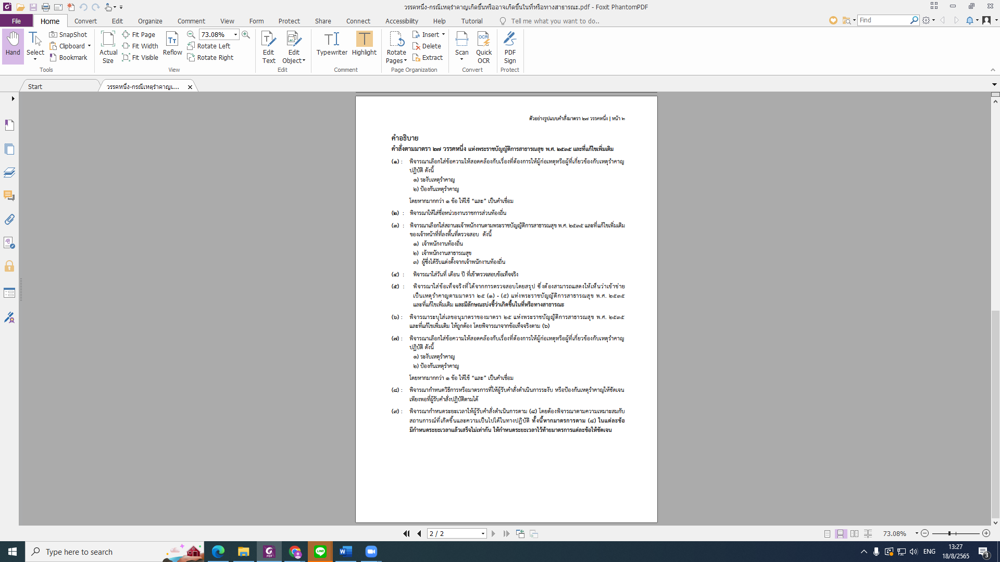 วรรคหนึ่ง-กรณีเหตุรำคาญเกิดขึ้นหรืออาจเกิดขึ้นในที่หรือทางสาธารณะ.pdf - Foxit PhantomPDF
File Home Convert Edit Organize Comment View Form Protect Share Connect Accessibility Help Tutorial Tell me what you want to do.. Find
Hand
Select
SnapShot
Clipboard
Bookmark
Tools
Actual Size
Fit Page
Fit Width
Fit Visible
Reflow
73.08%
Rotate Left
Rotate Right
View
Edit Text
Edit Object
Edit
Typewriter
Highlight
Comment
Rotate Pages
Insert
Delete
Extract
Page Organization
Scan
Quick OCR
Convert
PDF Sign
Protect
Start
วรรคหนึ่ง-กรณีเหตุรำคาญเ...
ตัวอย่างรูปแบบคำสั่งมาตรา ๒๗ วรรคหนึ่ง | หน้า ๒
คำอธิบาย
คำสั่งตามมาตรา ๒๗ วรรคหนึ่ง แห่งพระราชบัญญัติการสาธารณสุข พ.ศ. ๒๕๓๕ และที่แก้ไขเพิ่มเติม
(๑) : พิจารณาเลือกใส่ข้อความให้สอดคล้องกับเรื่องที่ต้องการให้ผู้ก่อเหตุหรือผู้ที่เกี่ยวข้องกับเหตุรำคาญ
ปฏิบัติ ดังนี้
๑) ระงับเหตุรำคาญ
๒) ป้องกันเหตุรำคาญ
โดยหากมากกว่า ๑ ข้อ ให้ใช้ “และ” เป็นคำเชื่อม
(๒) : พิจารณาให้ใส่ชื่อหน่วยงานราชการส่วนท้องถิ่น
(๓) : พิจารณาเลือกใส่สถานะเจ้าพนักงานตามพระราชบัญญัติการสาธารณสุข พ.ศ. ๒๕๓๕ และที่แก้ไขเพิ่มเติม
ของเจ้าหน้าที่ที่ลงพื้นที่ตรวจสอบ ดังนี้
๑) เจ้าพนักงานท้องถิ่น
๒) เจ้าพนักงานสาธารณสุข
๓) ผู้ซึ่งได้รับแต่งตั้งจากเจ้าพนักงานท้องถิ่น
(๔) : พิจารณาใส่วันที่ เดือน ปี ที่เข้าตรวจสอบข้อเท็จจริง
(๕) : พิจารณาใส่ข้อเท็จจริงที่ได้จากการตรวจสอบโดยสรุป ซึ่งต้องสามารถแสดงให้เห็นว่าเข้าข่าย
เป็นเหตุรำคาญตามมาตรา ๒๕ (๑) - (๕) แห่งพระราชบัญญัติการสาธารณสุข พ.ศ. ๒๕๓๕
และที่แก้ไขเพิ่มเติม และมีลักษณะบ่งชี้ว่าเกิดขึ้นในที่หรือทางสาธารณะ
(๖) : พิจารณาระบุใส่เลขอนุมาตราของมาตรา ๒๕ แห่งพระราชบัญญัติการสาธารณสุข พ.ศ. ๒๕๓๕
และที่แก้ไขเพิ่มเติม ให้ถูกต้อง โดยพิจารณาจากข้อเท็จจริงตาม (๖)
(๗) : พิจารณาเลือกใส่ข้อความให้สอดคล้องกับเรื่องที่ต้องการให้ผู้ก่อเหตุหรือผู้ที่เกี่ยวข้องกับเหตุรำคาญ
ปฏิบัติ ดังนี้
๑) ระงับเหตุรำคาญ
๒) ป้องกันเหตุรำคาญ
โดยหากมากกว่า ๑ ข้อ ให้ใช้ “และ” เป็นคำเชื่อม
(๘) : พิจารณากำหนดวิธีการหรือมาตรการที่ให้ผู้รับคำสั่งดำเนินการระงับ หรือป้องกันเหตุรำคาญให้ชัดเจน
เพียงพอที่ผู้รับคำสั่งปฏิบัติตามได้
(๙) : พิจารณากำหนดระยะเวลาให้ผู้รับคำสั่งดำเนินการตาม (๘) โดยต้องพิจารณาตามความเหมาะสมกับ
สถานการณ์ที่เกิดขึ้นและความเป็นไปได้ในทางปฏิบัติ ทั้งนี้หากมาตรการตาม (๘) ในแต่ละข้อ
มีกำหนดระยะเวลาแล้วเสร็จไม่เท่ากัน ให้กำหนดระยะเวลาไว้ท้ายมาตรการแต่ละข้อให้ชัดเจน
2 / 2
73.08%
Type here to search
ENG
13:27
18/8/2565
3